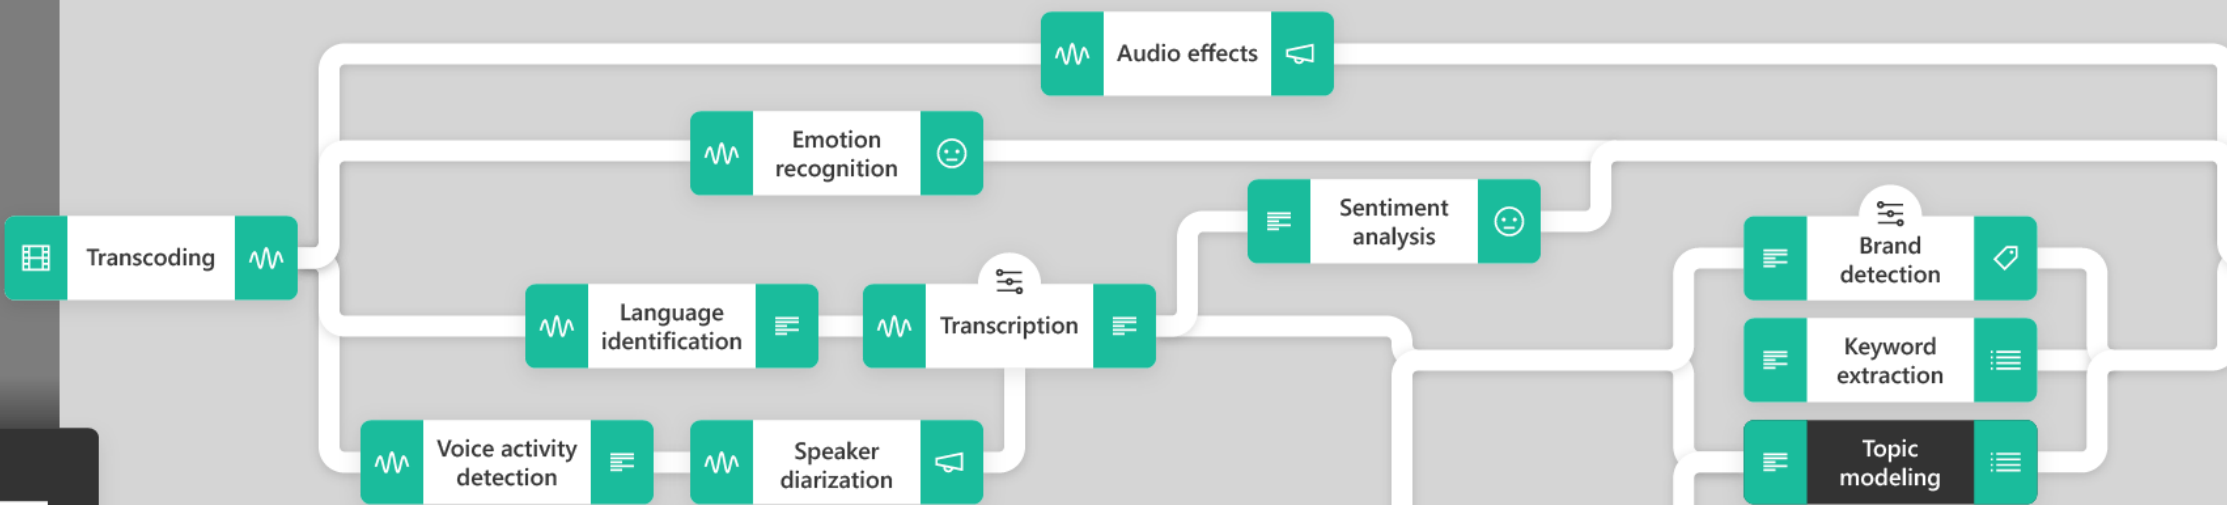 Audio effects
Emotion
recognition
Transcoding
Sentiment
analysis
Brand
detection
Language
identification
Transcription
Keyword
extraction
Voice activity
detection
Speaker
diarization
Topic
modeling